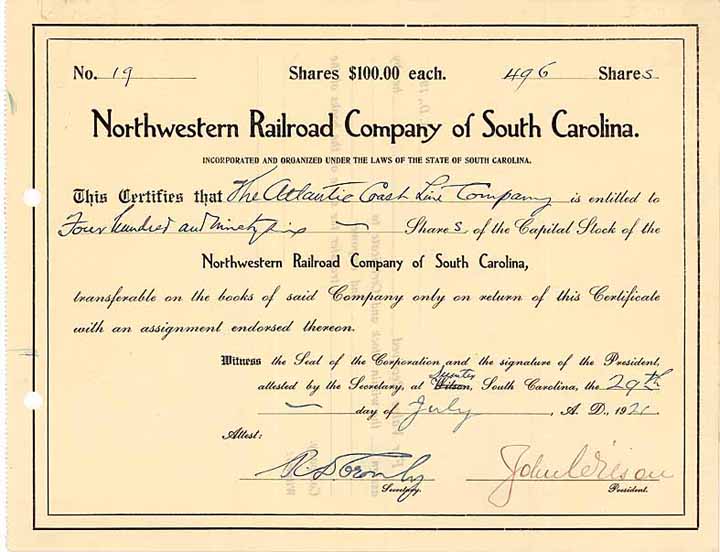 No. 19 Shares $100.00 each. 496 Shares
Northwestern Railroad Company of South Carolina.
INCORPORATED AND ORGANIZED UNDER THE LAWS OF THE STATE OF SOUTH CAROLINA.
This Certifies that The Atlantic Coast Line Company is entitled to
Four hundred and ninety six — Shares of the Capital Stock of the
Northwestern Railroad Company of South Carolina,
transferable on the books of said Company only on return of this Certificate
with an assignment endorsed thereon.
Witness the Seal of the Corporation and the signature of the President,
Sumter
attested by the Secretary, at Wilson, South Carolina, the 29th
— day of July, A. D., 1921
Attest:
John Wilson
Secretary. President.